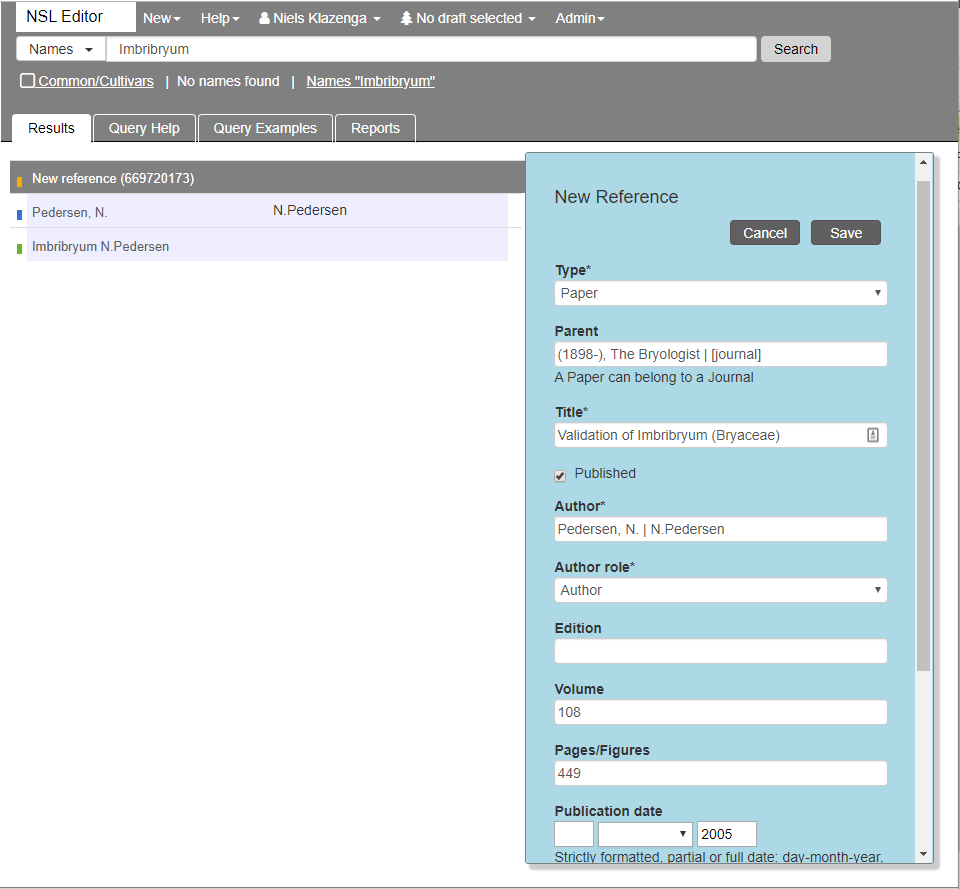 NSL Editor New Help Niels Klazenga No draft selected Admin
Names Imbribryum Search
Common/Cultivars | No names found | Names "Imbribryum"
Results Query Help Query Examples Reports
New reference (669720173)
Pedersen, N. N.Pedersen
Imbribryum N.Pedersen
New Reference
Cancel Save
Type*
Paper
Parent
(1898-), The Bryologist | [journal]
A Paper can belong to a Journal
Title*
Validation of Imbribryum (Bryaceae)
Published
Author*
Pedersen, N. | N.Pedersen
Author role*
Author
Edition
Volume
108
Pages/Figures
449
Publication date
2005
Strictly formatted, partial or full date: day-month-year,